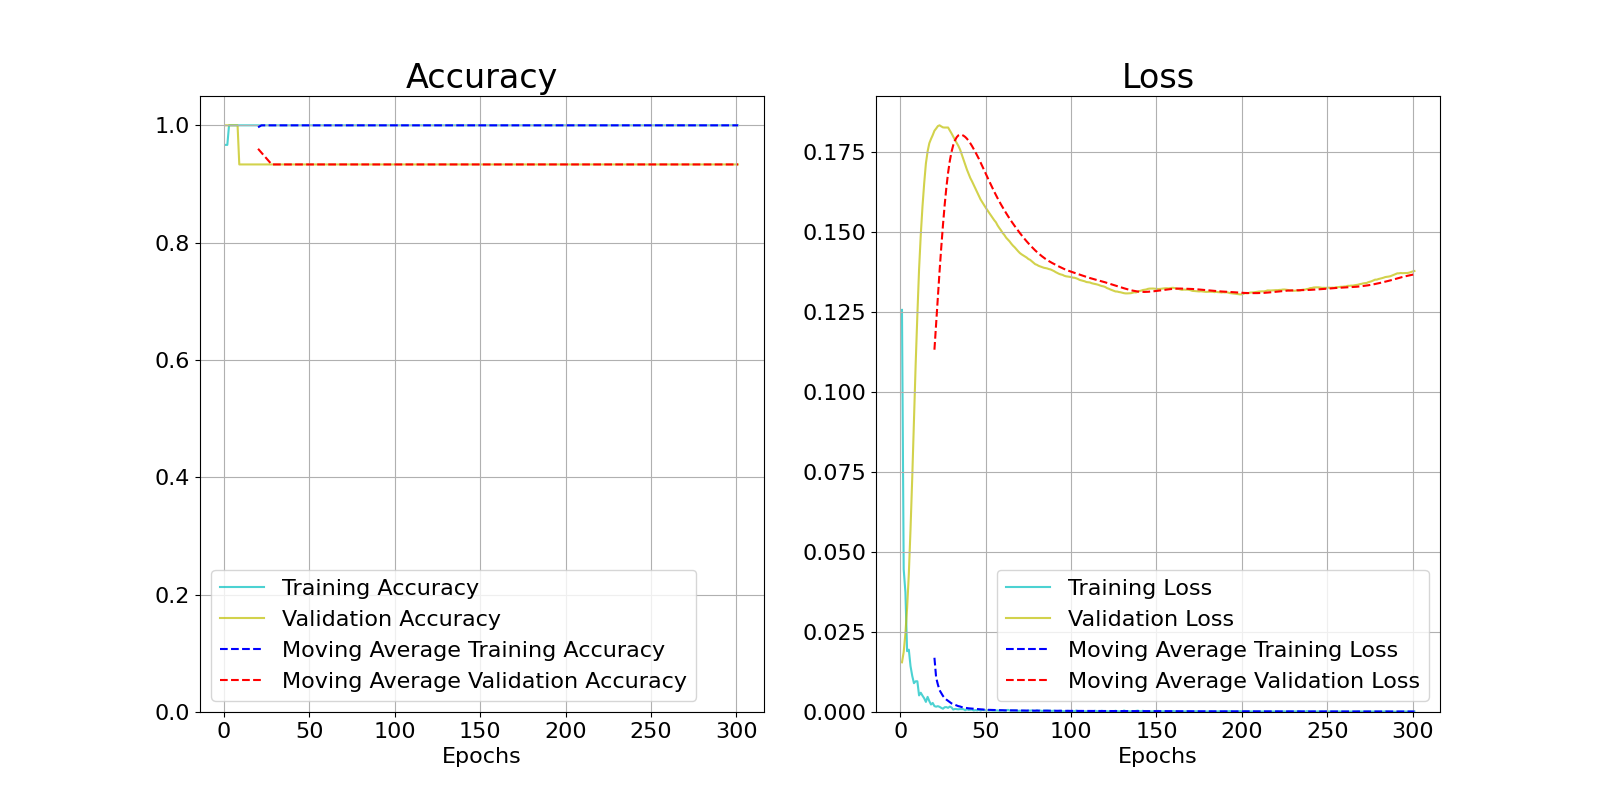 Accuracy
1.0
0.8
0.6
0.4
0.2
0.0
Training Accuracy
Validation Accuracy
Moving Average Training Accuracy
Moving Average Validation Accuracy
0 50 100 150 200 250 300
Epochs
Loss
0.175
0.150
0.125
0.100
0.075
0.050
0.025
0.000
Training Loss
Validation Loss
Moving Average Training Loss
Moving Average Validation Loss
0 50 100 150 200 250 300
Epochs